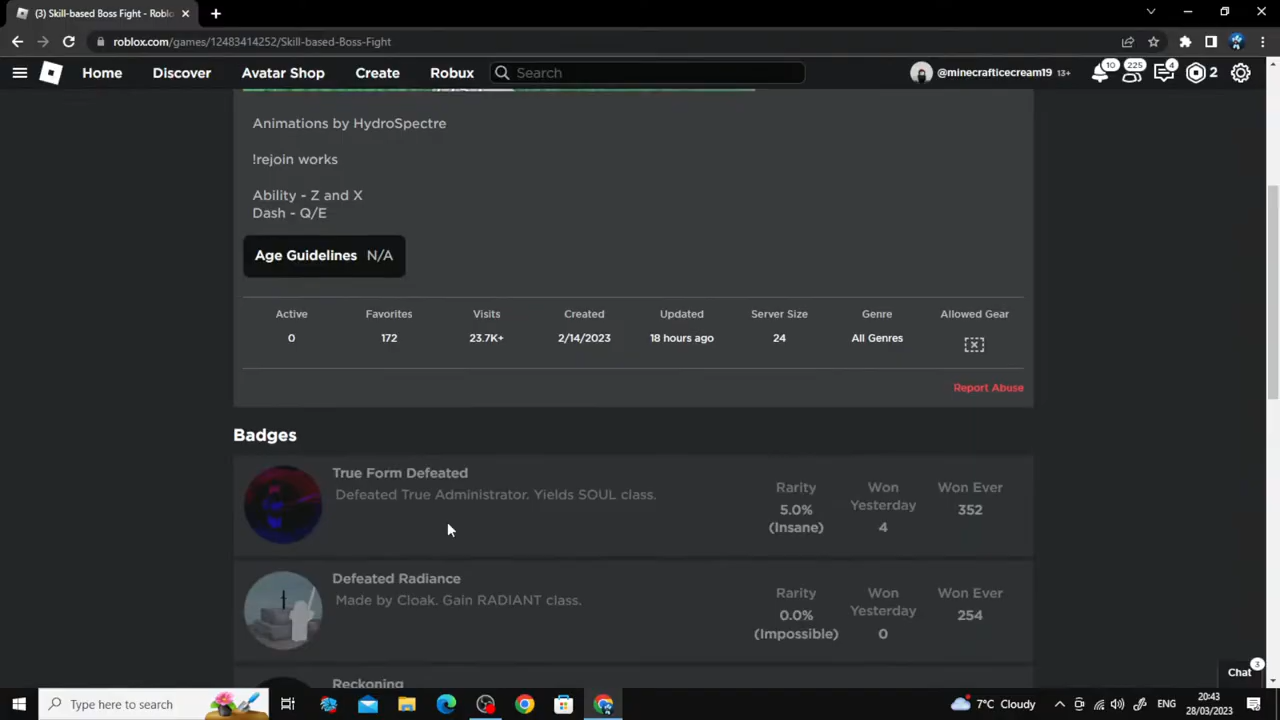 (3) Skill-based Boss Fight - Roblo
roblox.com/games/12483414252/Skill-based-Boss-Fight
Home Discover Avatar Shop Create Robux Search @minecrafticecream19 13+ 10 225 4 2
Animations by HydroSpectre
!rejoin works
Ability - Z and X
Dash - Q/E
Age Guidelines N/A
Active Favorites Visits Created Updated Server Size Genre Allowed Gear
0 172 23.7K+ 2/14/2023 18 hours ago 24 All Genres
Report Abuse
Badges
True Form Defeated
Defeated True Administrator. Yields SOUL class.
Rarity Won Won Ever
Yesterday
5.0% 352
(Insane) 4
Defeated Radiance
Made by Cloak. Gain RADIANT class.
Rarity Won Won Ever
Yesterday
0.0% 254
(Impossible) 0
Reckoning
Chat 3
Type here to search 7°C Cloudy ENG 20:43
28/03/2023